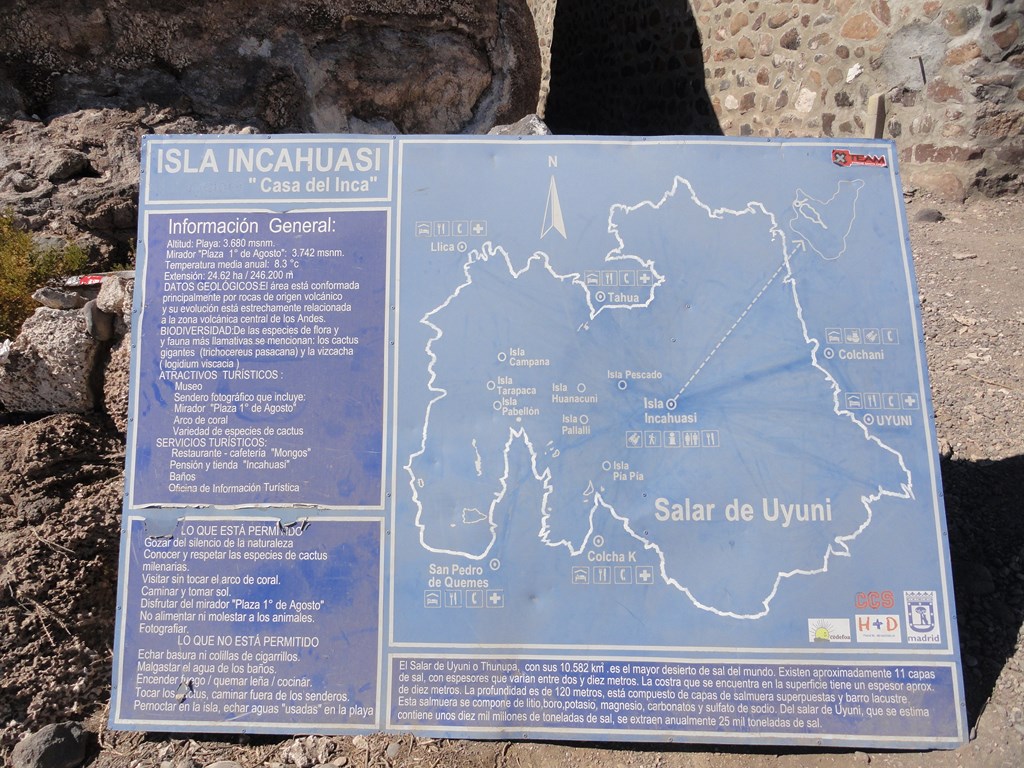 ISLA INCAHUASI
"Casa del Inca"
Información General:
Altitud: Playa: 3.680 msnm.
Mirador "Plaza 1° de Agosto": 3.742 msnm.
Temperatura media anual: 8.3 °c
Extensión: 24.62 ha / 246.200 m²
DATOS GEOLÓGICOS:El área está conformada
principalmente por rocas de origen volcánico
y su evolución está estrechamente relacionada
a la zona volcánica central de los Andes.
BIODIVERSIDAD:De las especies de flora y
y fauna más llamativas se mencionan: los cactus
gigantes (trichocereus pasacana) y la vizcacha
( logidium viscacia )
ATRACTIVOS TURÍSTICOS :
Museo
Sendero fotográfico que incluye:
Mirador "Plaza 1° de Agosto"
Arco de coral
Variedad de especies de cactus
SERVICIOS TURÍSTICOS:
Restaurante - cafetería "Mongos"
Pensión y tienda "Incahuasi"
Baños
Oficina de Información Turística
LO QUE ESTÁ PERMITIDO
Gozar del silencio de la naturaleza
Conocer y respetar las especies de cactus
milenarias.
Visitar sin tocar el arco de coral.
Caminar y tomar sol.
Disfrutar del mirador "Plaza 1° de Agosto"
No alimentar ni molestar a los animales.
Fotografiar.
LO QUE NO ESTÁ PERMITIDO
Echar basura ni colillas de cigarrillos.
Malgastar el agua de los baños.
Encender fuego / quemar leña / cocinar.
Tocar los cactus, caminar fuera de los senderos.
Pernoctar en la isla, echar aguas "usadas" en la playa
N
TEAM
Llica
Tahua
Isla
Campana
Isla
Tarapaca
Isla
Pabellón
Isla
Huanacuni
Isla Pescado
Isla
Pallalli
Isla
Incahuasi
Isla
Pia Pia
Colchani
UYUNI
Salar de Uyuni
Colcha K
San Pedro
de Quemes
CGS
H+D
madrid
El Salar de Uyuni o Thunupa, con sus 10.582 km². es el mayor desierto de sal del mundo. Existen aproximadamente 11 capas
de sal, con espesores que varían entre dos y diez metros. La costra que se encuentra en la superficie tiene un espesor aprox.
de diez metros. La profundidad es de 120 metros, está compuesto de capas de salmuera superpuestas y barro lacustre.
Esta salmuera se compone de litio,boro,potasio, magnesio, carbonatos y sulfato de sodio. Del salar de Uyuni, que se estima
contiene unos diez mil millones de toneladas de sal, se extraen anualmente 25 mil toneladas de sal.